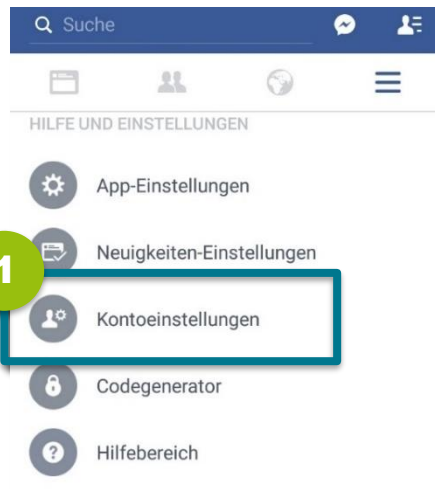 Suche
HILFE UND EINSTELLUNGEN
App-Einstellungen
Neuigkeiten-Einstellungen
1
Kontoeinstellungen
Codegenerator
Hilfebereich